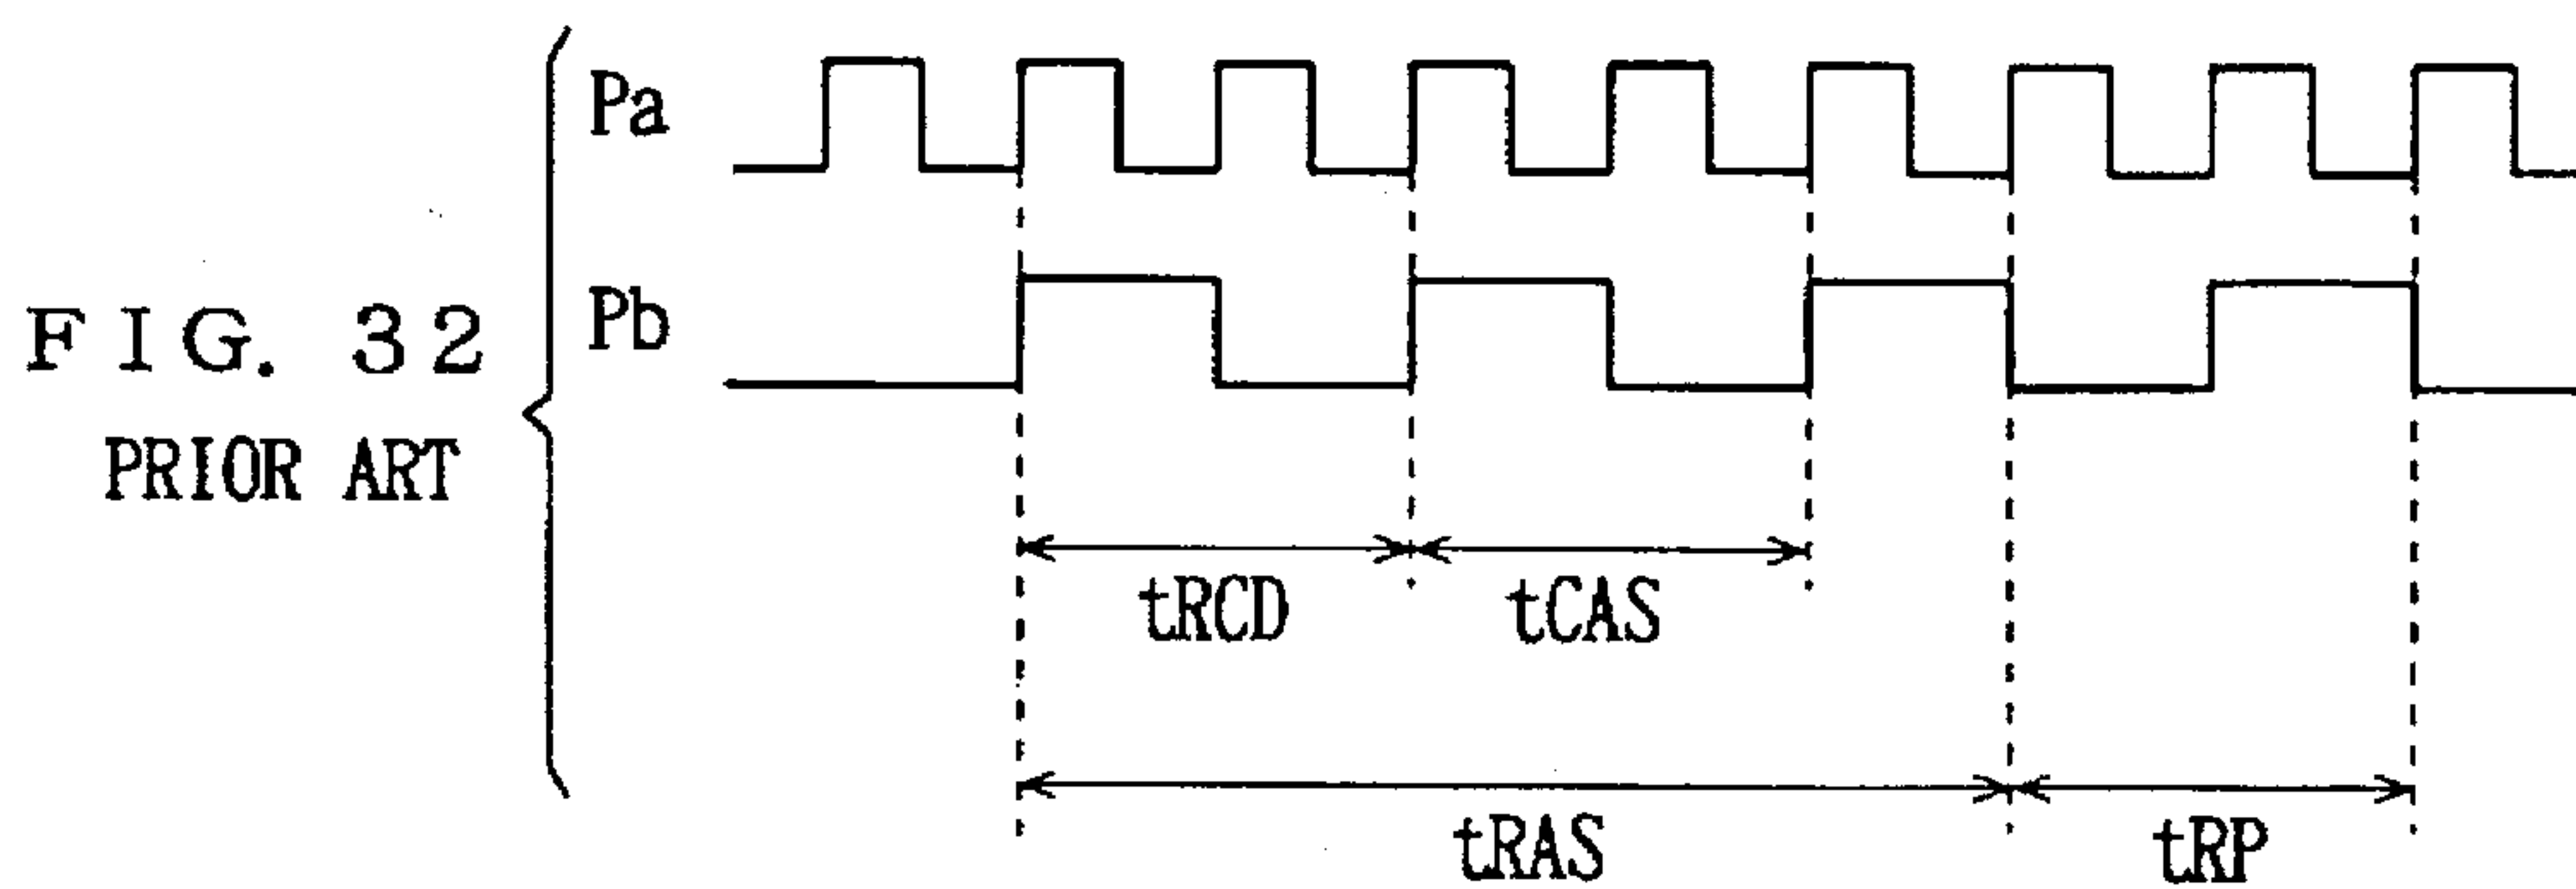 FIG. 32
PRIOR ART
Pa
Pb
tRCD
tCAS
tRAS
tRP